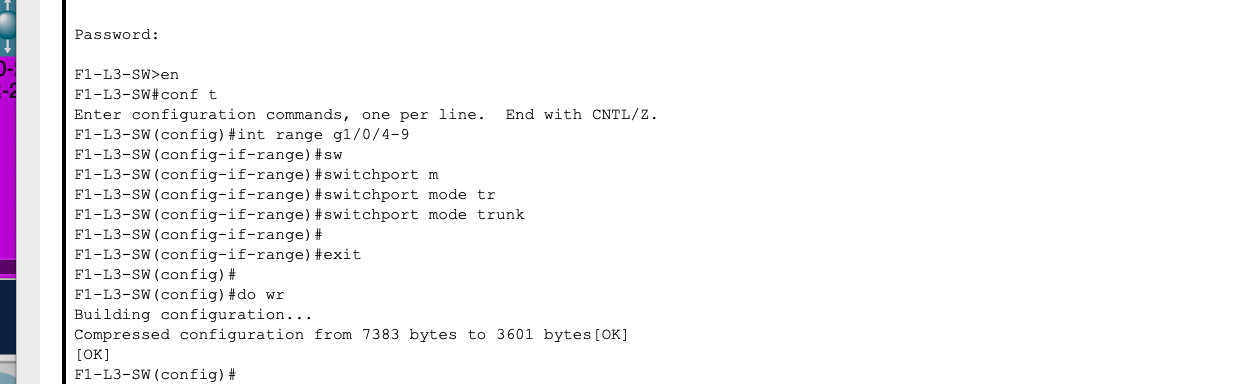 Password:
F1-L3-SW>en
F1-L3-SW#conf t
Enter configuration commands, one per line.  End with CNTL/Z.
F1-L3-SW(config)#int range g1/0/4-9
F1-L3-SW(config-if-range)#sw
F1-L3-SW(config-if-range)#switchport m
F1-L3-SW(config-if-range)#switchport mode tr
F1-L3-SW(config-if-range)#switchport mode trunk
F1-L3-SW(config-if-range)#
F1-L3-SW(config-if-range)#exit
F1-L3-SW(config)#
F1-L3-SW(config)#do wr
Building configuration...
Compressed configuration from 7383 bytes to 3601 bytes[OK]
[OK]
F1-L3-SW(config)#